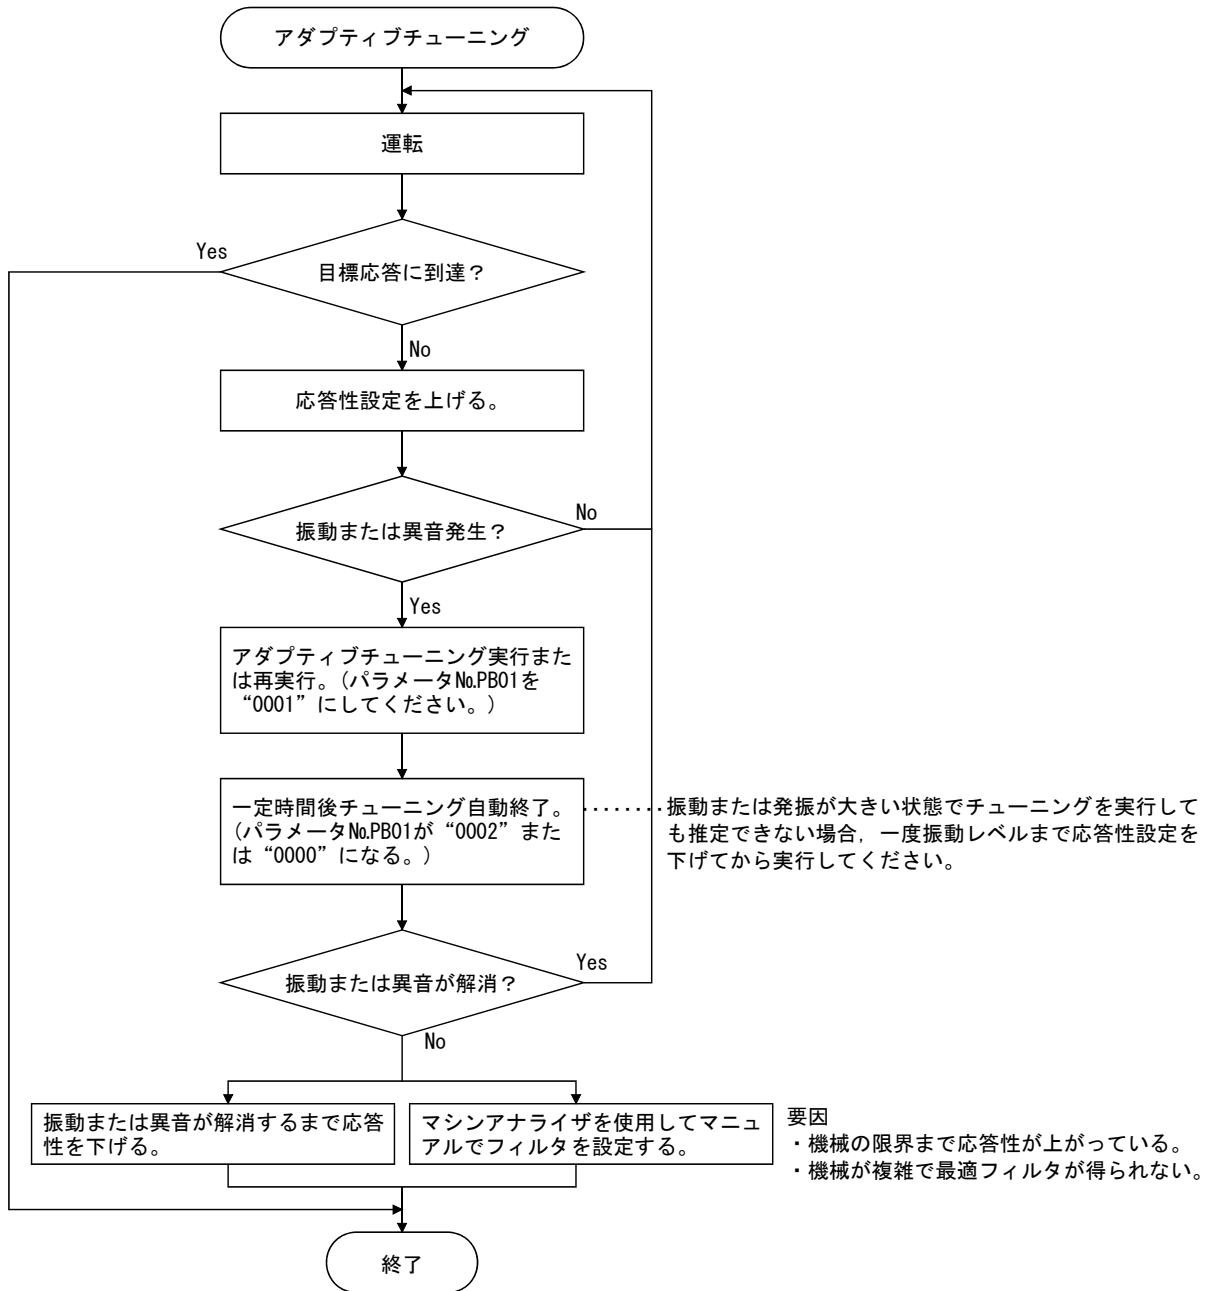 アダプティブチューニング
運転
Yes
目標応答に到達？
No
応答性設定を上げる。
振動または異音発生？
No
Yes
アダプティブチューニング実行また
は再実行。(パラメータ№PB01を
“0001”にしてください。)
一定時間後チューニング自動終了。
(パラメータ№PB01が“0002”また
は“0000”になる。)
振動または発振が大きい状態でチューニングを実行して
も推定できない場合，一度振動レベルまで応答性設定を
下げてから実行してください。
振動または異音が解消？
Yes
No
振動または異音が解消するまで応答
性を下げる。
マシンアナライザを使用してマニュ
アルでフィルタを設定する。
要因
・機械の限界まで応答性が上がっている。
・機械が複雑で最適フィルタが得られない。
終了